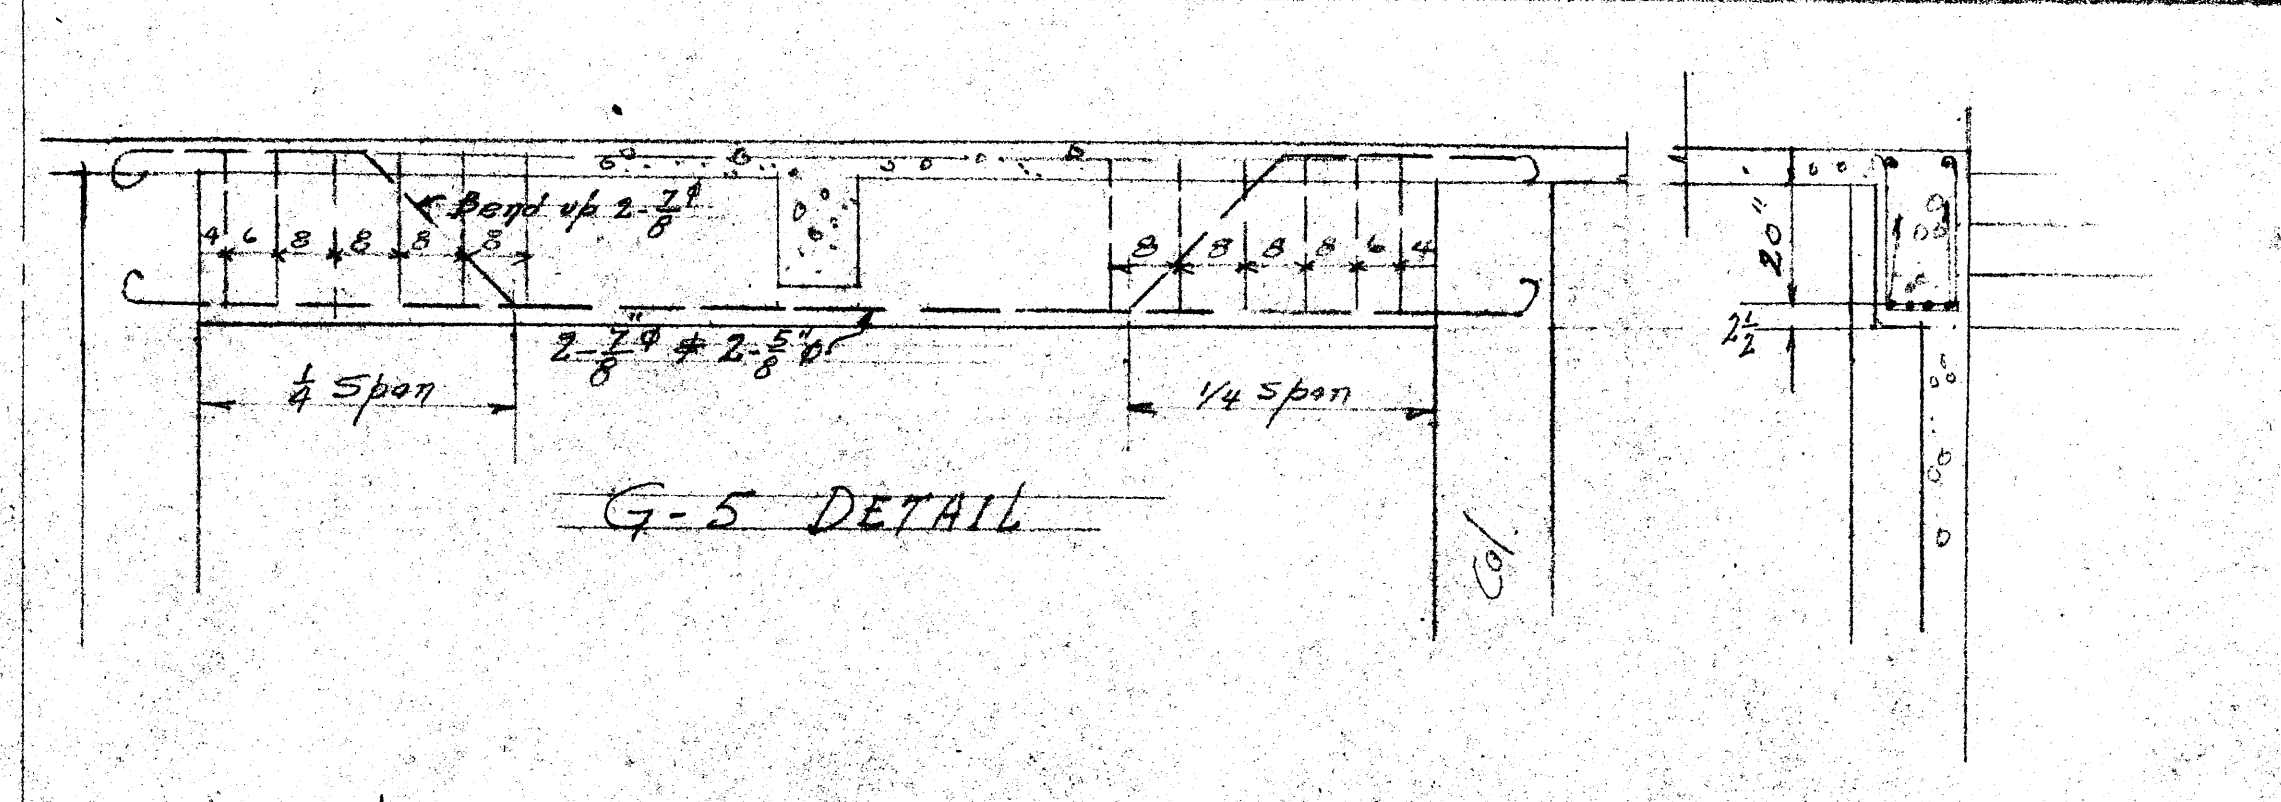 Bend up 2-7/8"ϕ
4 6 8 8 8 8
8 8 8 8 6 4
20"
2 1/2
2-7/8"ϕ & 2-5/8"ϕ
1/4 Span
1/4 Span
G-5 DETAIL
Col.